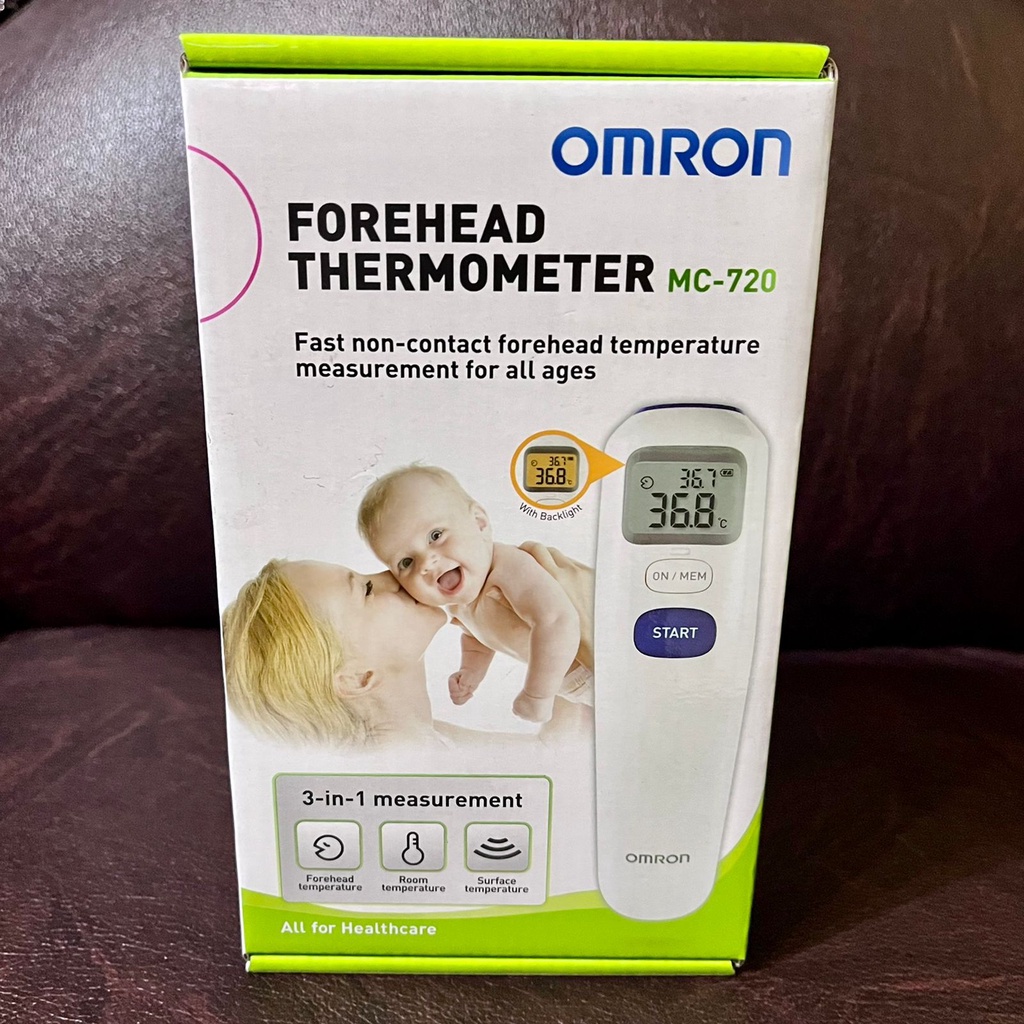 OMRON
FOREHEAD
THERMOMETER MC-720
Fast non-contact forehead temperature
measurement for all ages
36.7
36.8 °C
With Backlight
36.7
36.8 °C
ON / MEM
START
3-in-1 measurement
Forehead
temperature
Room
temperature
Surface
temperature
OMRON
All for Healthcare